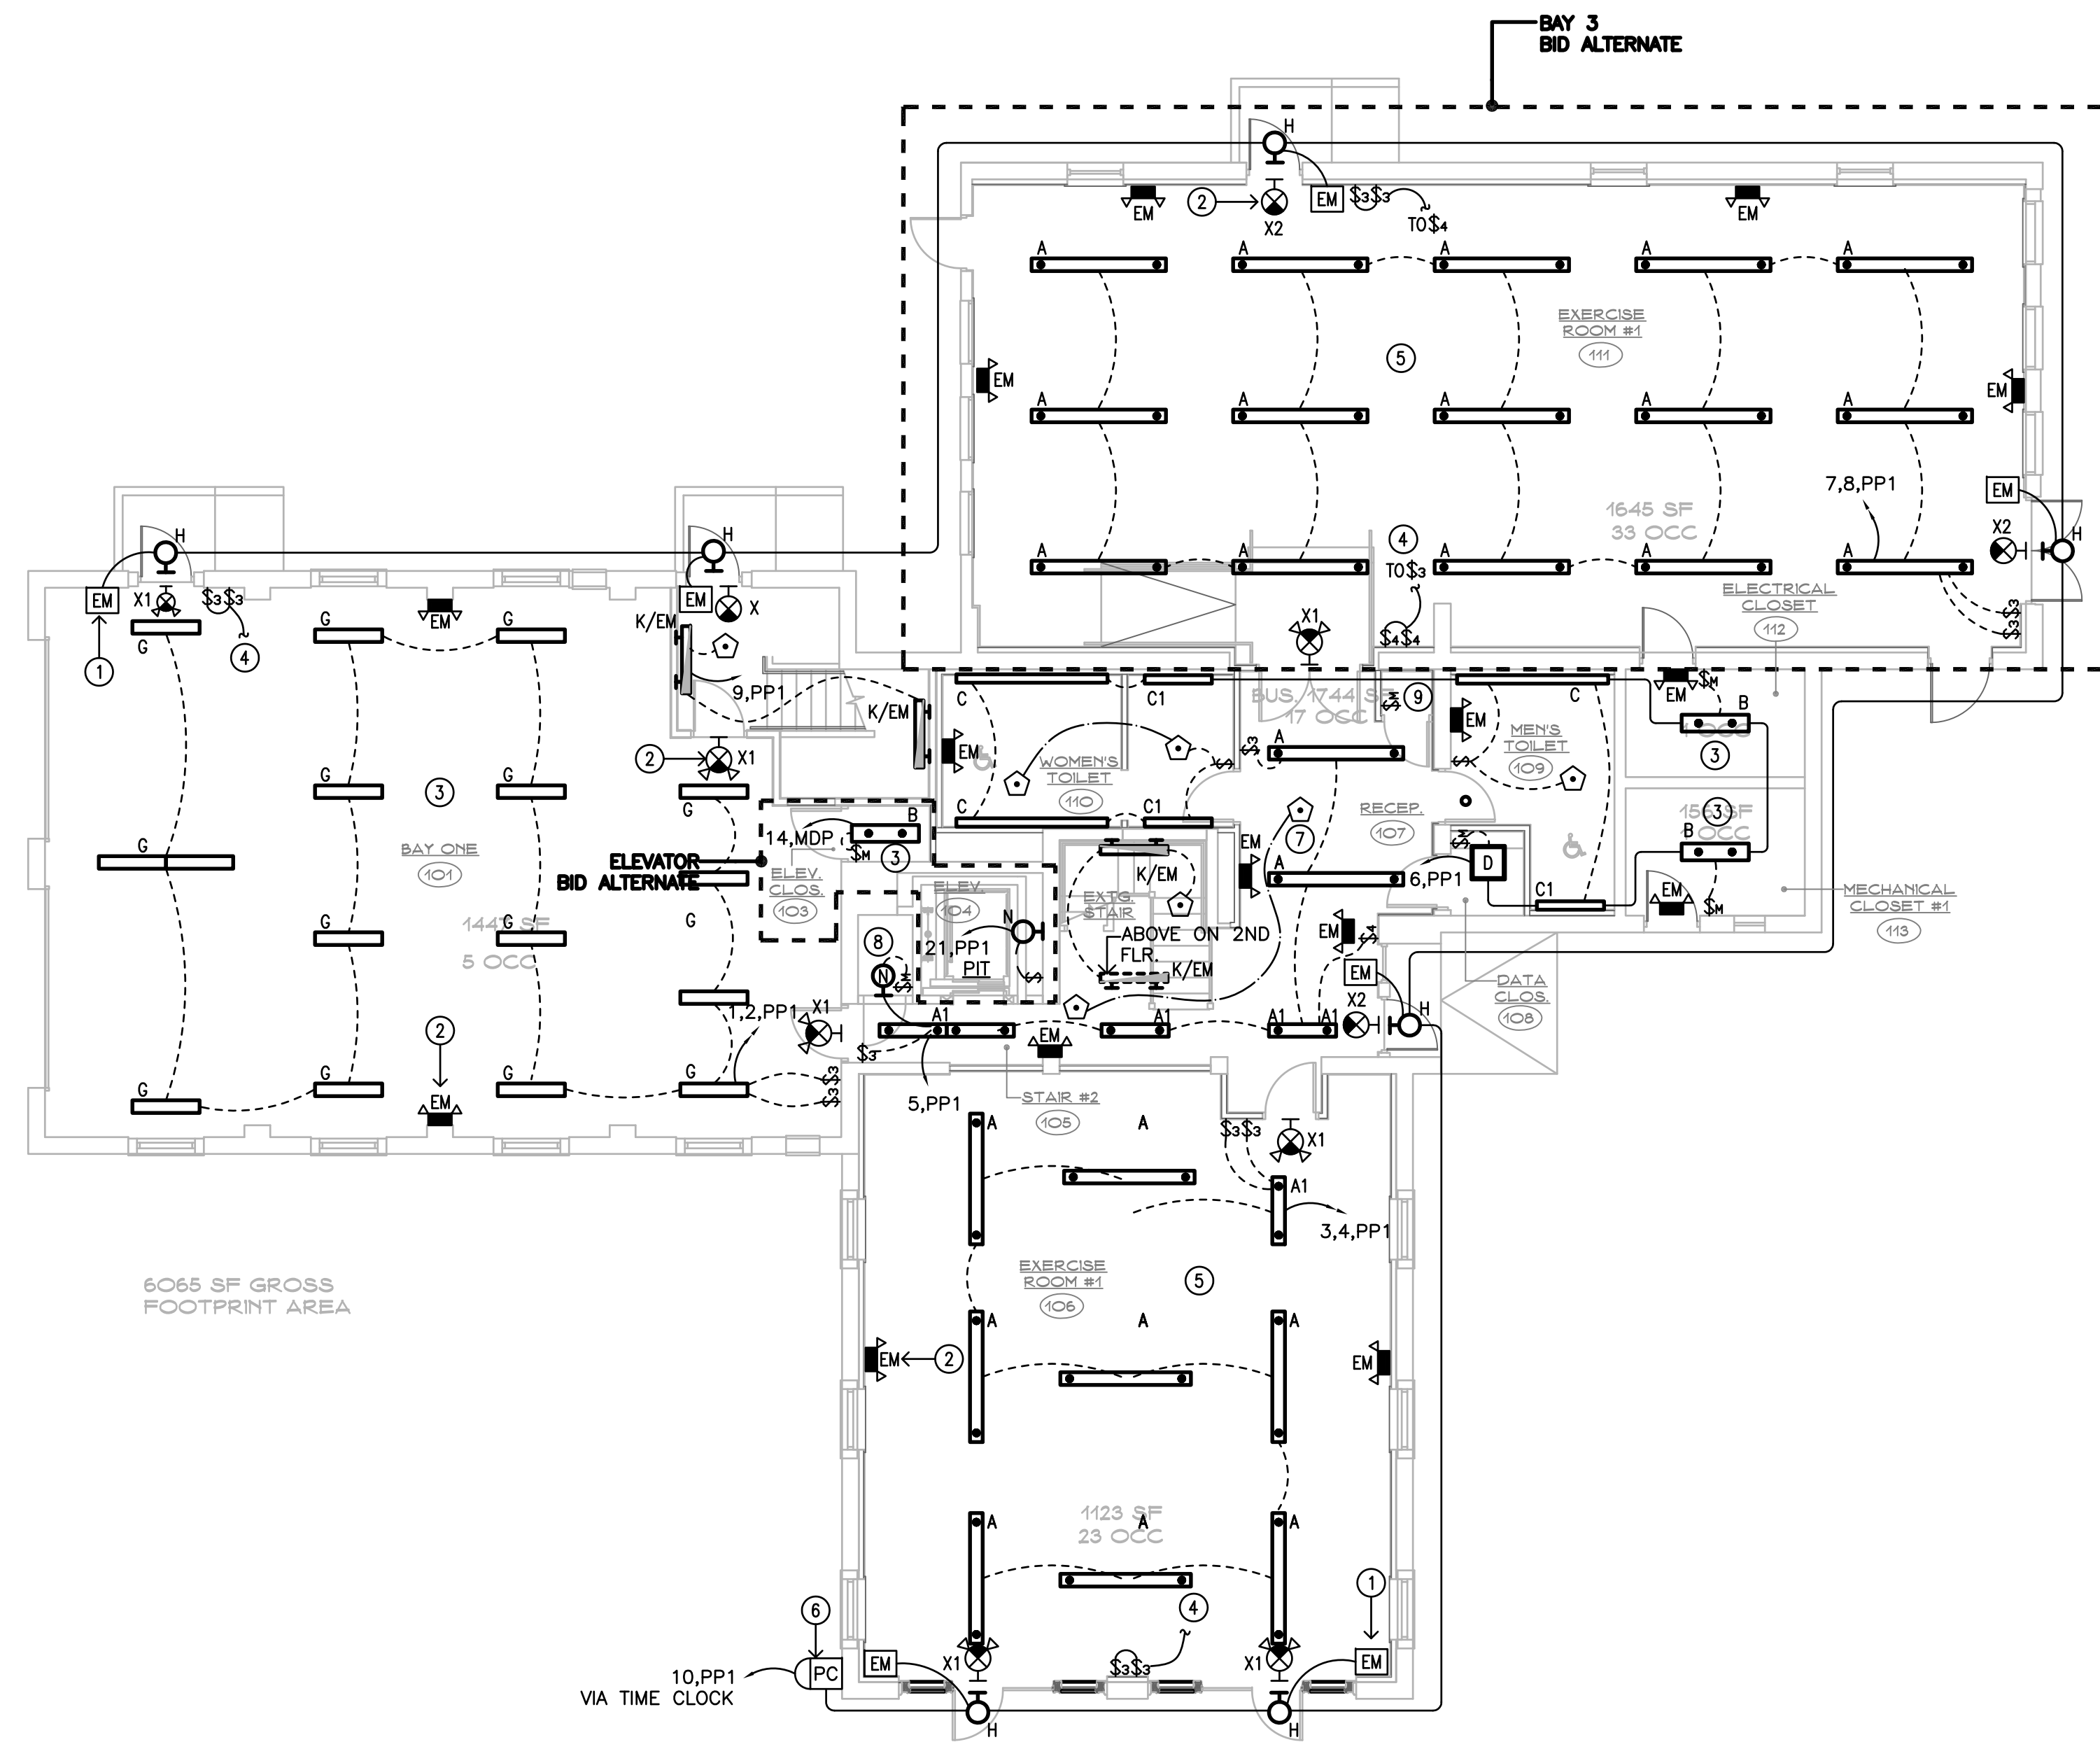 BAY 3
BID ALTERNATE
H
2
EM
$3$3
X2
TO$4
EM
EM
A
A
A
A
A
EXERCISE
ROOM #1
111
5
EM
EM
A
A
A
A
A
7,8,PP1
EM
1645 SF
33 OCC
X2
H
4
TO$3
A
A
A
A
A
ELECTRICAL
CLOSET
112
$3
$3
X1
$4$4
H
H
EM
X1
$3$3
EM
EM
X
K/EM
G
G
G
1
4
9,PP1
K/EM
C
C1
BUS. 1744 SF
17 OCC
9
$M
C
EM
$M
B
1 OCC
3
EM
EM
WOMEN'S
TOILET
110
$3
A
MEN'S
TOILET
109
$
$
2
X1
G
G
G
3
C
C1
7
RECEP.
107
156 SF
1 OCC
3
B
14,MDP
B
BAY ONE
101
G
ELEVATOR
BID ALTERNATE
$M
3
ELEV.
CLOS.
103
ELEV.
104
EXTG.
STAIR
K/EM
EM
A
$M
D
6,PP1
C1
EM
$M
MECHANICAL
CLOSET #1
113
1447 SF
5 OCC
G
G
G
8
N
N
21,PP1
PIT
$
$M
ABOVE ON 2ND
FLR.
K/EM
EM
$4
EM
DATA
CLOS.
108
1,2,PP1
X1
A1
A1
A1
A1
X2
H
2
EM
$3
EM
G
G
G
G
$3
$3
5,PP1
STAIR #2
105
A
A
$3$3
X1
A1
3,4,PP1
6065 SF GROSS
FOOTPRINT AREA
EXERCISE
ROOM #1
106
5
A
A
A
EM
2
EM
1123 SF
23 OCC
A
A
A
1
4
6
PC
EM
X1
$3$3
X1
EM
10,PP1
VIA TIME CLOCK
H
H